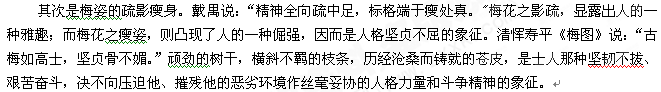 其次是梅姿的疏影瘦身。戴昺说：“精神全向疏中足，标格端于瘦处真。”梅花之影疏，显露出人的一
种雅趣；而梅花之瘦姿，则凸现了人的一种倔强，因而是人格坚贞不屈的象征。清恽寿平《梅图》说：“古
梅如高士，坚贞骨不媚。”顽劲的树干，横斜不羁的枝条，历经沧桑而铸就的苍皮，是士人那种坚韧不拔、
艰苦奋斗，决不向压迫他、摧残他的恶劣环境作丝毫妥协的人格力量和斗争精神的象征。